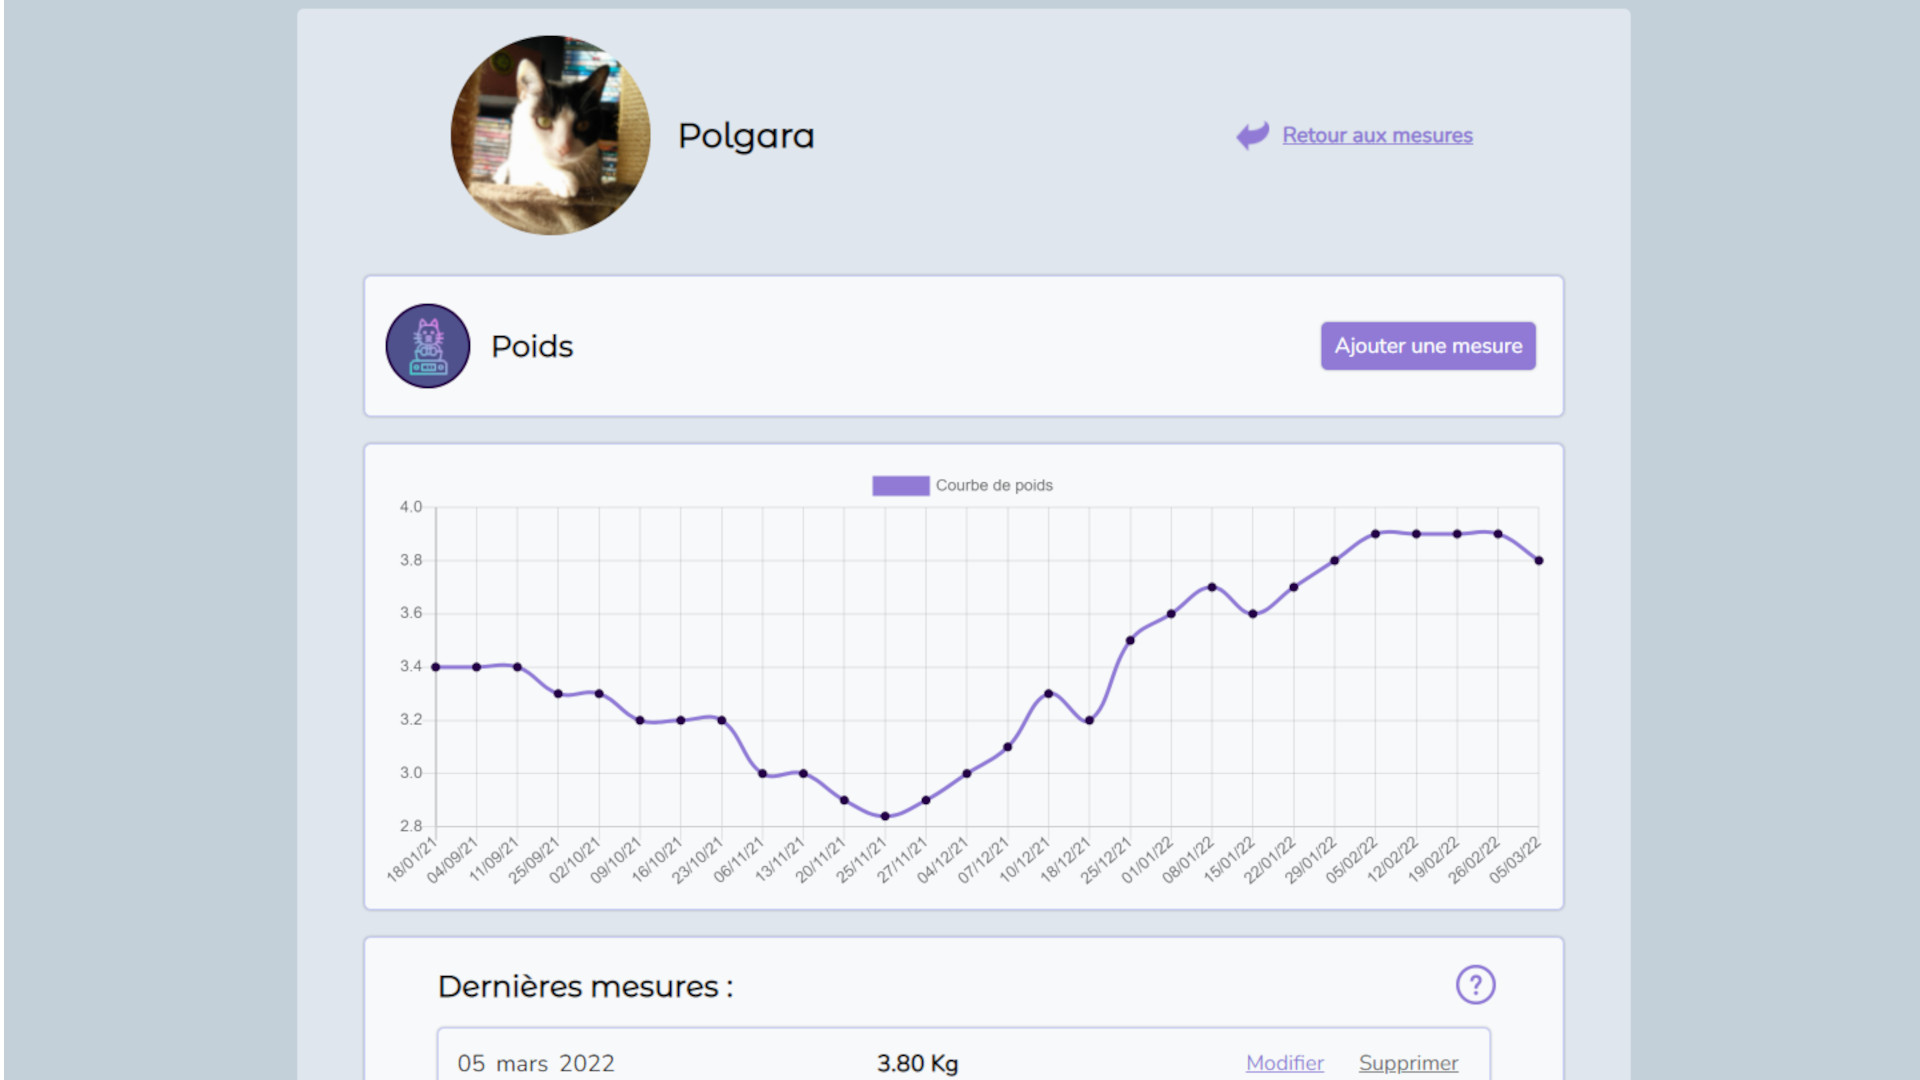 Polgara
Retour aux mesures
Poids
Ajouter une mesure
Courbe de poids
4.0
3.8
3.6
3.4
3.2
3.0
2.8
18/01/21 04/09/21 11/09/21 25/09/21 02/10/21 09/10/21 16/10/21 23/10/21 06/11/21 13/11/21 20/11/21 25/11/21 27/11/21 04/12/21 07/12/21 10/12/21 18/12/21 25/12/21 01/01/22 08/01/22 15/01/22 22/01/22 29/01/22 05/02/22 12/02/22 19/02/22 26/02/22 05/03/22
Dernières mesures :
?
05 mars 2022 3.80 Kg Modifier Supprimer